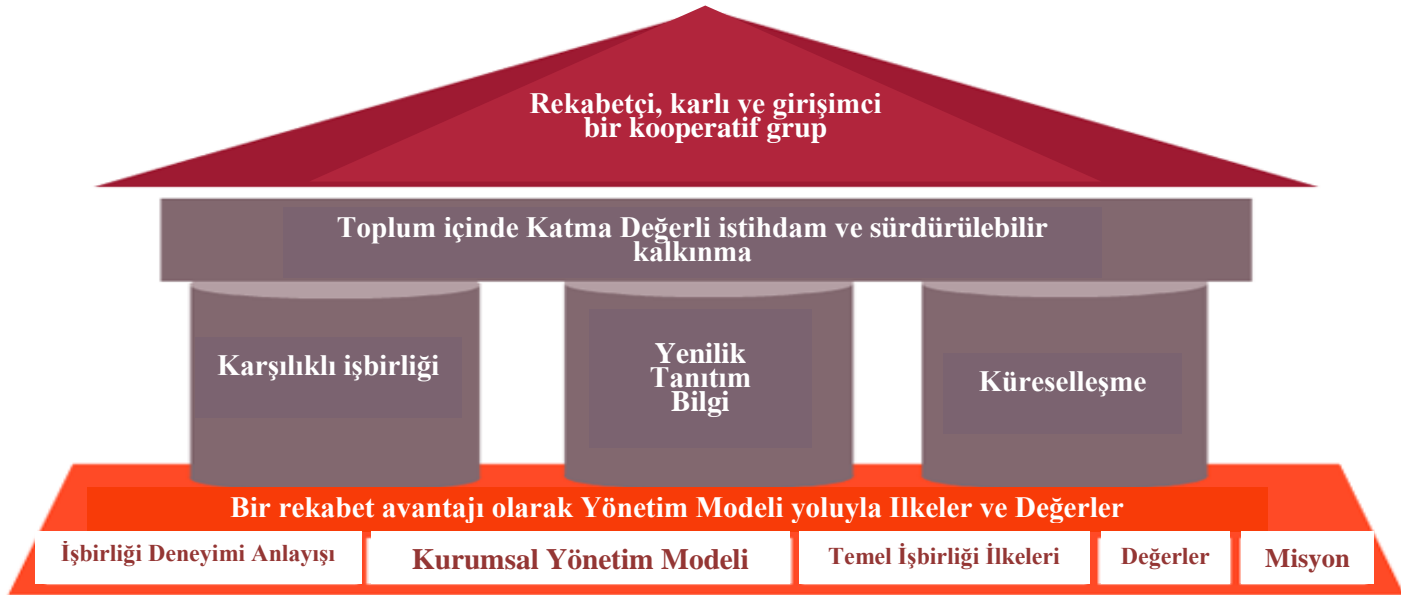 Rekabetçi, karlı ve girişimci
bir kooperatif grup
Toplum içinde Katma Değerli istihdam ve sürdürülebilir
kalkınma
Karşılıklı işbirliği
Yenilik
Tanıtım
Bilgi
Küreselleşme
Bir rekabet avantajı olarak Yönetim Modeli yoluyla Ilkeler ve Değerler
İşbirliği Deneyimi Anlayışı
Kurumsal Yönetim Modeli
Temel İşbirliği İlkeleri
Değerler
Misyon